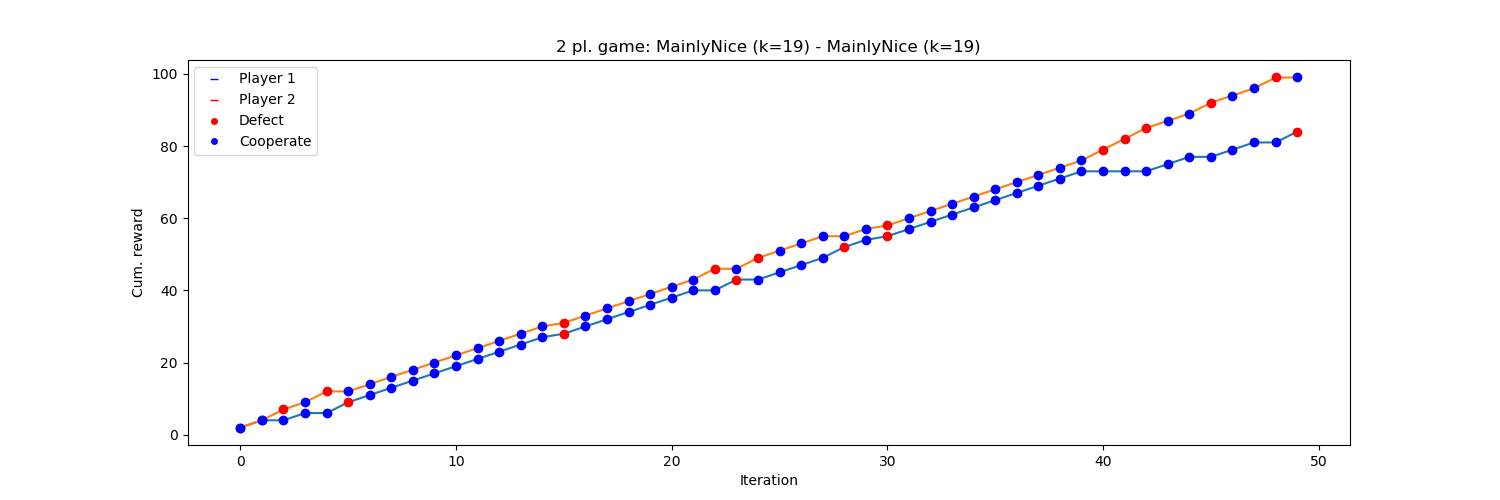 2 pl. game: MainlyNice (k=19) - MainlyNice (k=19)
Player 1
Player 2
Defect
Cooperate
Cum. reward
100
80
60
40
20
0
0 10 20 30 40 50
Iteration